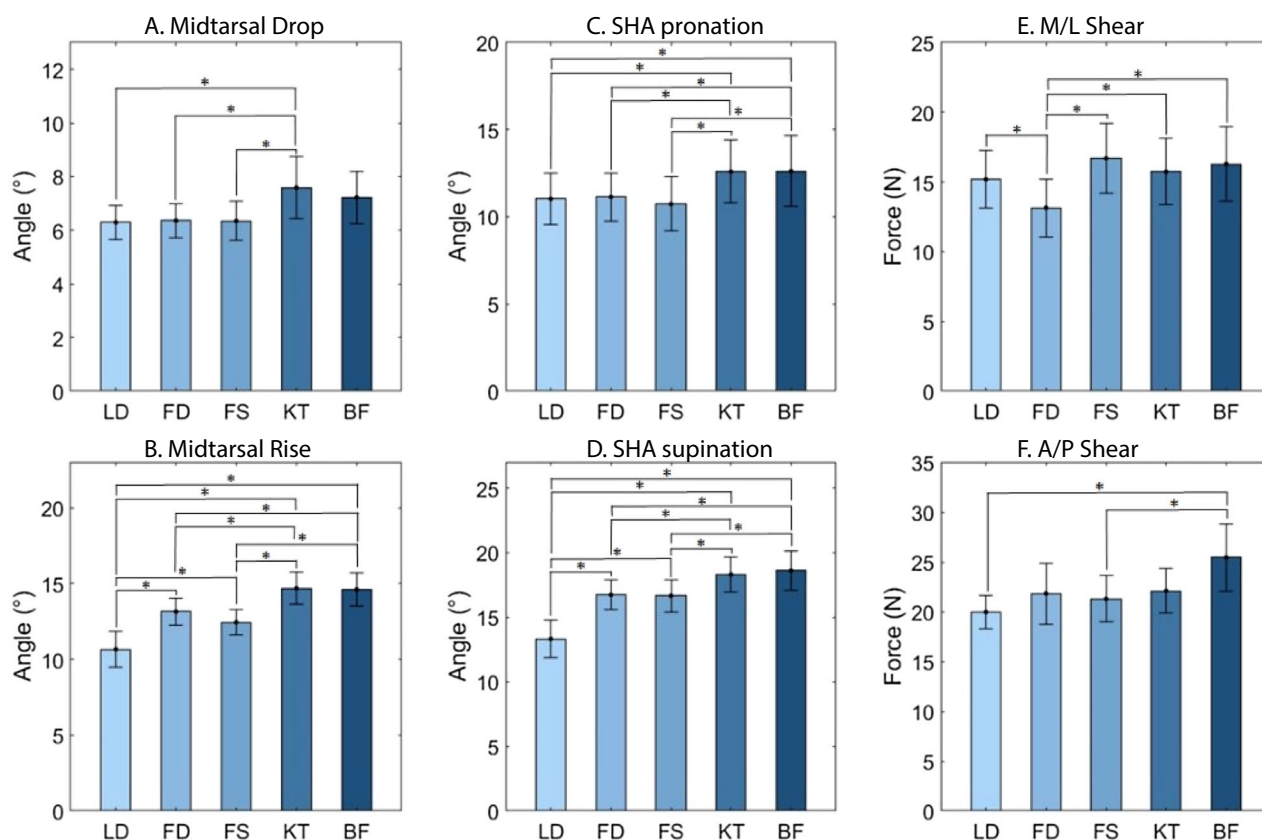 A. Midtarsal Drop
Angle (°)
12
10
8
6
4
2
0
* * *
LD FD FS KT BF
C. SHA pronation
Angle (°)
20
15
10
5
0
* * * * * *
LD FD FS KT BF
E. M/L Shear
Force (N)
25
20
15
10
5
0
* * * *
LD FD FS KT BF
B. Midtarsal Rise
Angle (°)
20
15
10
5
0
* * * * * * * *
LD FD FS KT BF
D. SHA supination
Angle (°)
25
20
15
10
5
0
* * * * * * * *
LD FD FS KT BF
F. A/P Shear
Force (N)
35
30
25
20
15
10
5
0
* *
LD FD FS KT BF